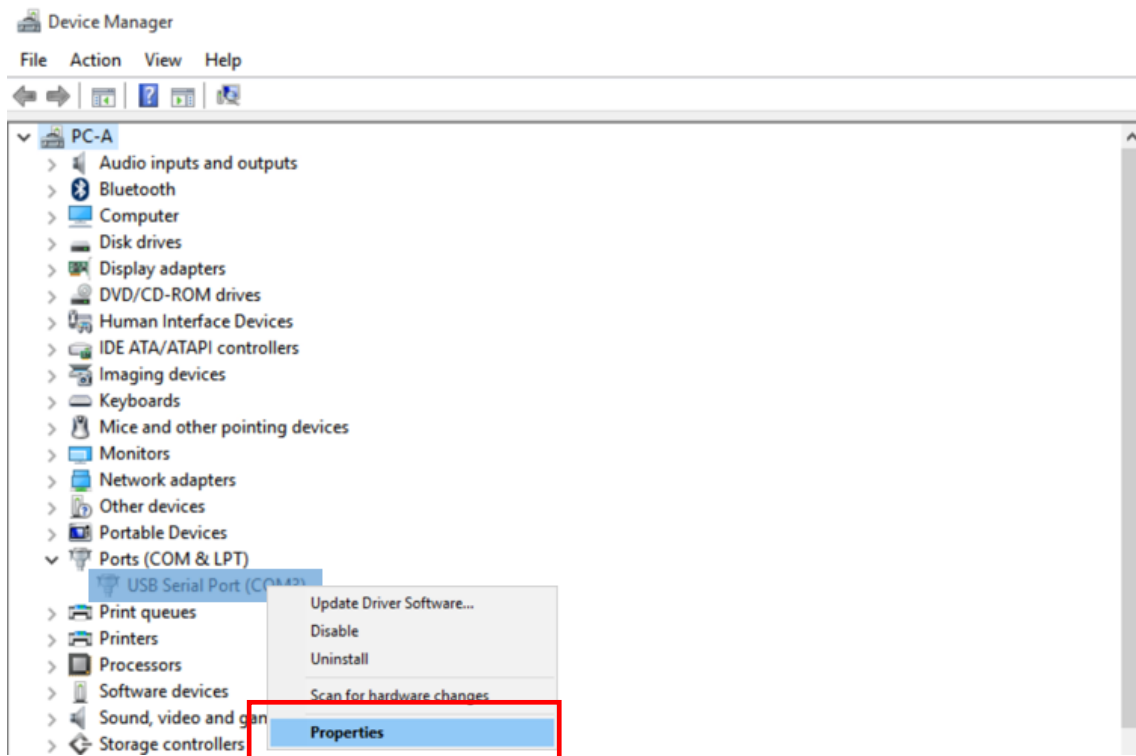 Device Manager
File Action View Help
PC-A
Audio inputs and outputs
Bluetooth
Computer
Disk drives
Display adapters
DVD/CD-ROM drives
Human Interface Devices
IDE ATA/ATAPI controllers
Imaging devices
Keyboards
Mice and other pointing devices
Monitors
Network adapters
Other devices
Portable Devices
Ports (COM & LPT)
USB Serial Port (COM3)
Print queues
Printers
Processors
Software devices
Sound, video and
Storage controllers
Update Driver Software...
Disable
Uninstall
Scan for hardware changes
Properties